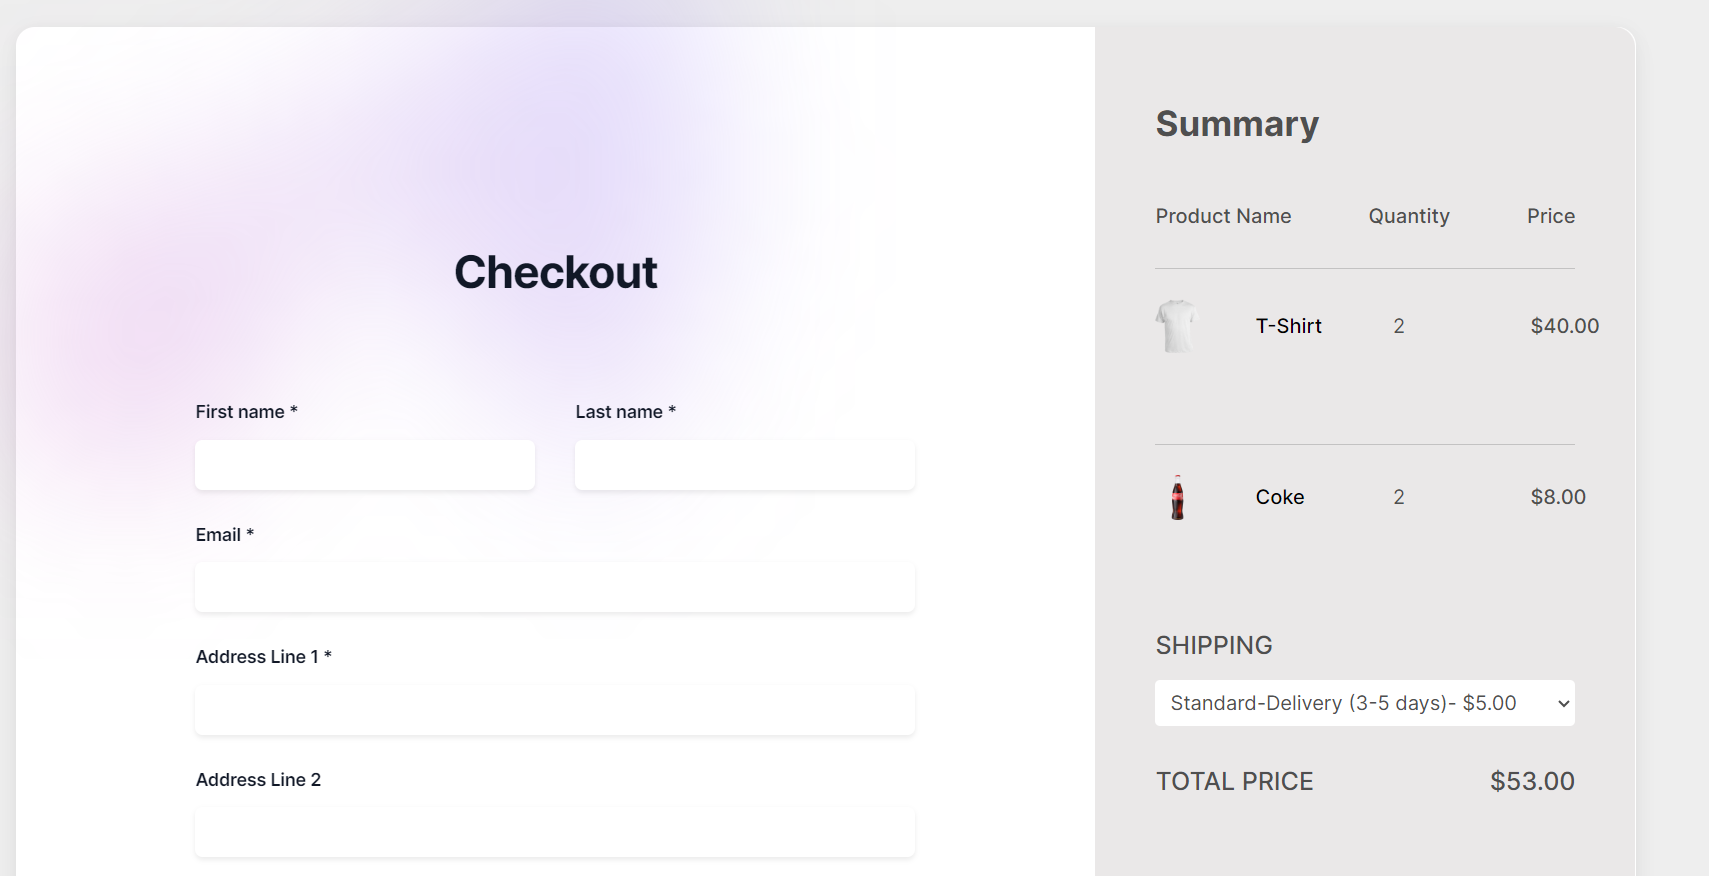 Checkout
First name *
Last name *
Email *
Address Line 1 *
Address Line 2
Summary
Product Name Quantity Price
T-Shirt 2 $40.00
Coke 2 $8.00
SHIPPING
Standard-Delivery (3-5 days)- $5.00
TOTAL PRICE $53.00